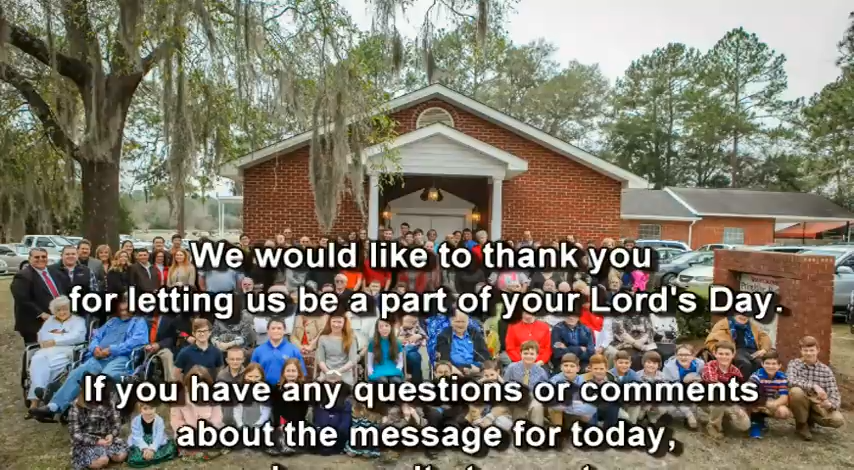 We would like to thank you
for letting us be a part of your Lord's Day.
If you have any questions or comments
about the message for today,